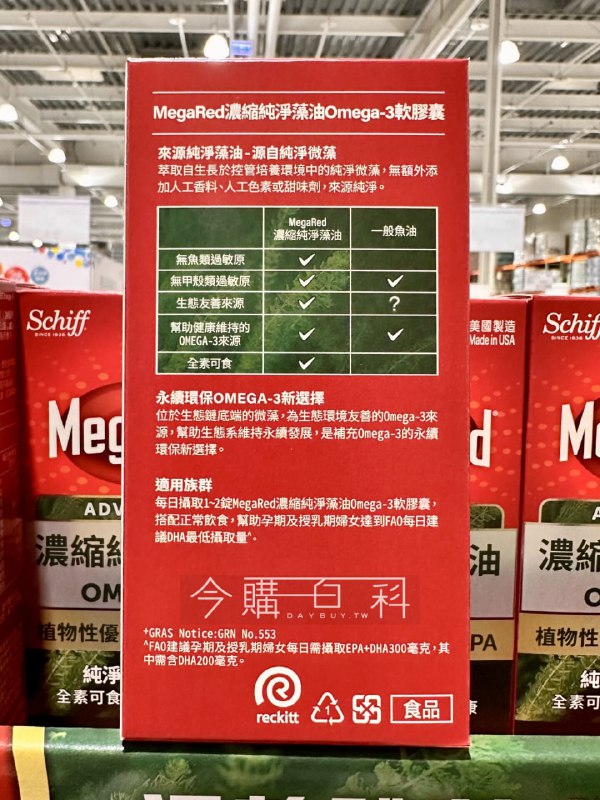 MegaRed濃縮純淨藻油Omega-3軟膠囊
來源純淨藻油-源自純淨微藻
萃取自生長於控管培養環境中的純淨微藻，無額外添
加人工香料、人工色素或甜味劑，來源純淨。
MegaRed
濃縮純淨藻油
一般魚油
無魚類過敏原 ✓
無甲殼類過敏原 ✓ ✓
生態友善來源 ✓ ?
幫助健康維持的
OMEGA-3來源 ✓ ✓
全素可食 ✓
永續環保OMEGA-3新選擇
位於生態鏈底端的微藻，為生態環境友善的Omega-3來
源，幫助生態系維持永續發展，是補充Omega-3的永續
環保新選擇。
適用族群
每日攝取1~2錠MegaRed濃縮純淨藻油Omega-3軟膠囊，
搭配正常飲食，幫助孕期及授乳期婦女達到FAO每日建
議DHA最低攝取量^。
今購百科
DAYBUY.TW
+GRAS Notice:GRN No.553
^FAO建議孕期及授乳期婦女每日需攝取EPA+DHA300毫克，其
中需含DHA200毫克。
reckitt
1
食品
Schiff
SINCE 1936
Meg
ADV
濃縮
OM
植物性優
純淨
全素可食
美國製造
Made in USA
d
油
PA
Schiff
SINCE 1936
M
ADV
濃縮
O
植物性
純
全素可